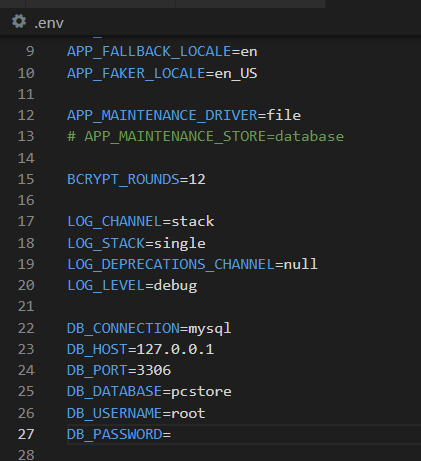 .env
9 APP_FALLBACK_LOCALE=en
10 APP_FAKER_LOCALE=en_US
11
12 APP_MAINTENANCE_DRIVER=file
13 # APP_MAINTENANCE_STORE=database
14
15 BCRYPT_ROUNDS=12
16
17 LOG_CHANNEL=stack
18 LOG_STACK=single
19 LOG_DEPRECATIONS_CHANNEL=null
20 LOG_LEVEL=debug
21
22 DB_CONNECTION=mysql
23 DB_HOST=127.0.0.1
24 DB_PORT=3306
25 DB_DATABASE=pcstore
26 DB_USERNAME=root
27 DB_PASSWORD=
28